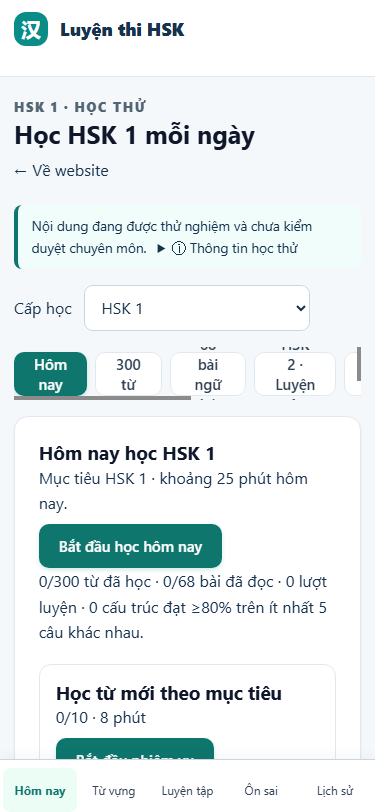 汉 Luyện thi HSK
HSK 1 · HỌC THỬ
Học HSK 1 mỗi ngày
← Về website
Nội dung đang được thử nghiệm và chưa kiểm
duyệt chuyên môn. ▶ ⓘ Thông tin học thử
Cấp học HSK 1
Hôm nay
300 từ
bài ngữ
2 · Luyện
Hôm nay học HSK 1
Mục tiêu HSK 1 · khoảng 25 phút hôm
nay.
Bắt đầu học hôm nay
0/300 từ đã học · 0/68 bài đã đọc · 0 lượt
luyện · 0 cấu trúc đạt ≥80% trên ít nhất 5
câu khác nhau.
Học từ mới theo mục tiêu
0/10 · 8 phút
Hôm nay Từ vựng Luyện tập Ôn sai Lịch sử